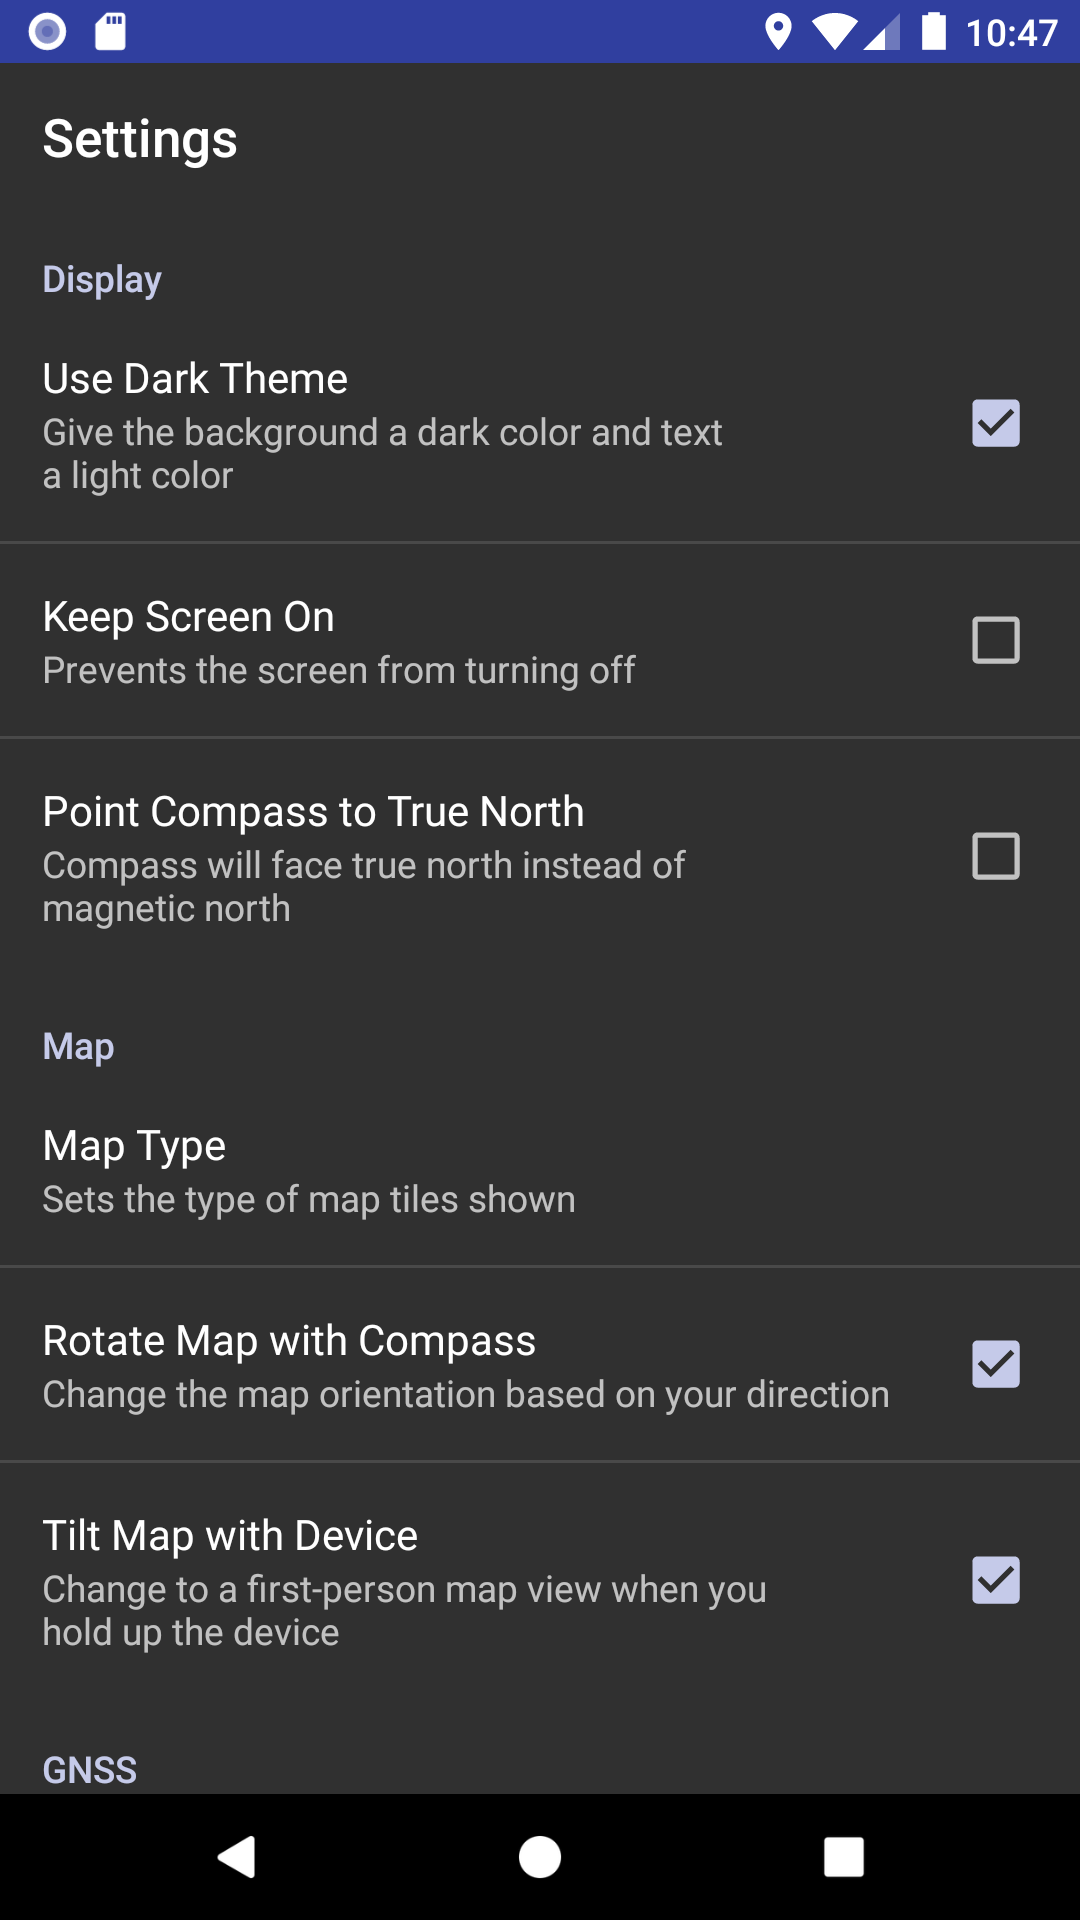 10:47
Settings
Display
Use Dark Theme
Give the background a dark color and text
a light color
Keep Screen On
Prevents the screen from turning off
Point Compass to True North
Compass will face true north instead of
magnetic north
Map
Map Type
Sets the type of map tiles shown
Rotate Map with Compass
Change the map orientation based on your direction
Tilt Map with Device
Change to a first-person map view when you
hold up the device
GNSS